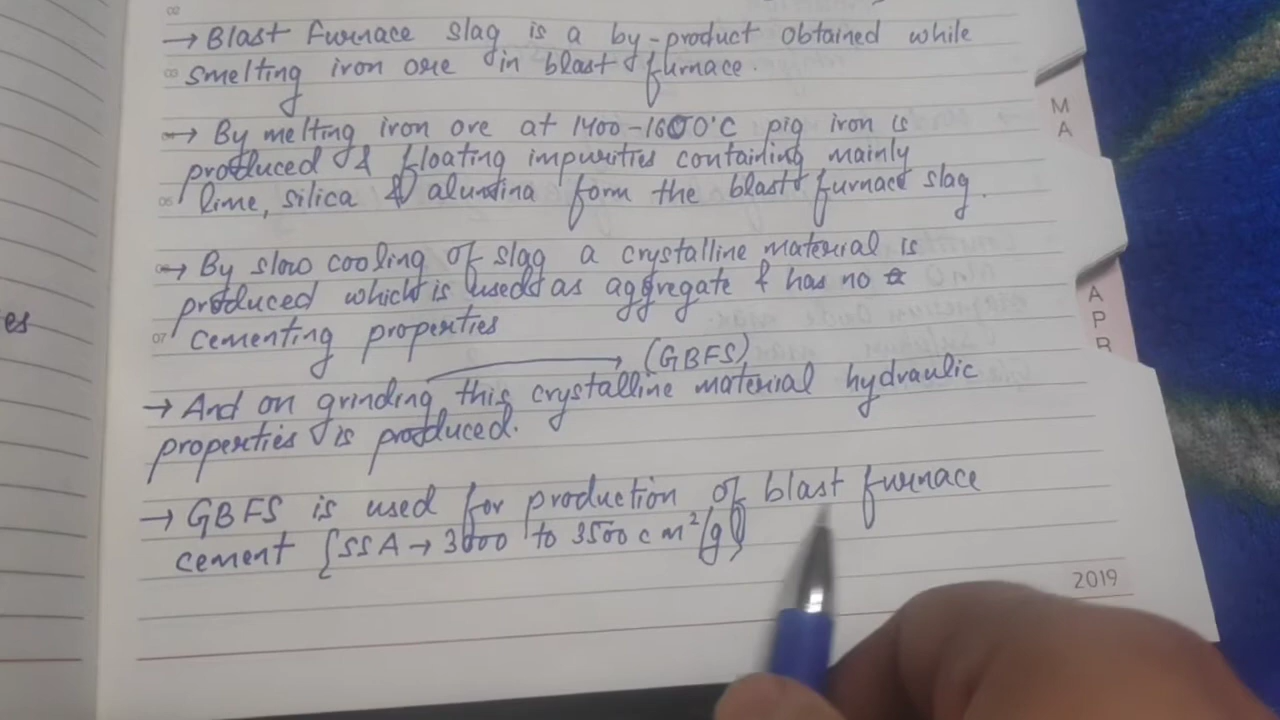 → Blast furnace slag is a by-product obtained while
smelting iron ore in blast furnace.
→ By melting iron ore at 1400-1600°C pig iron is
produced & floating impurities containing mainly
lime, silica & alumina form the blast furnace slag.
→ By slow cooling of slag a crystalline material is
produced which is used as aggregate & has no
07 cementing properties
→ (GBFS)
→ And on grinding this crystalline material hydraulic
properties is produced.
→ GBFS is used for production of blast furnace
cement [SSA → 3000 to 3500 cm²/g]
es
MA
APR
2019